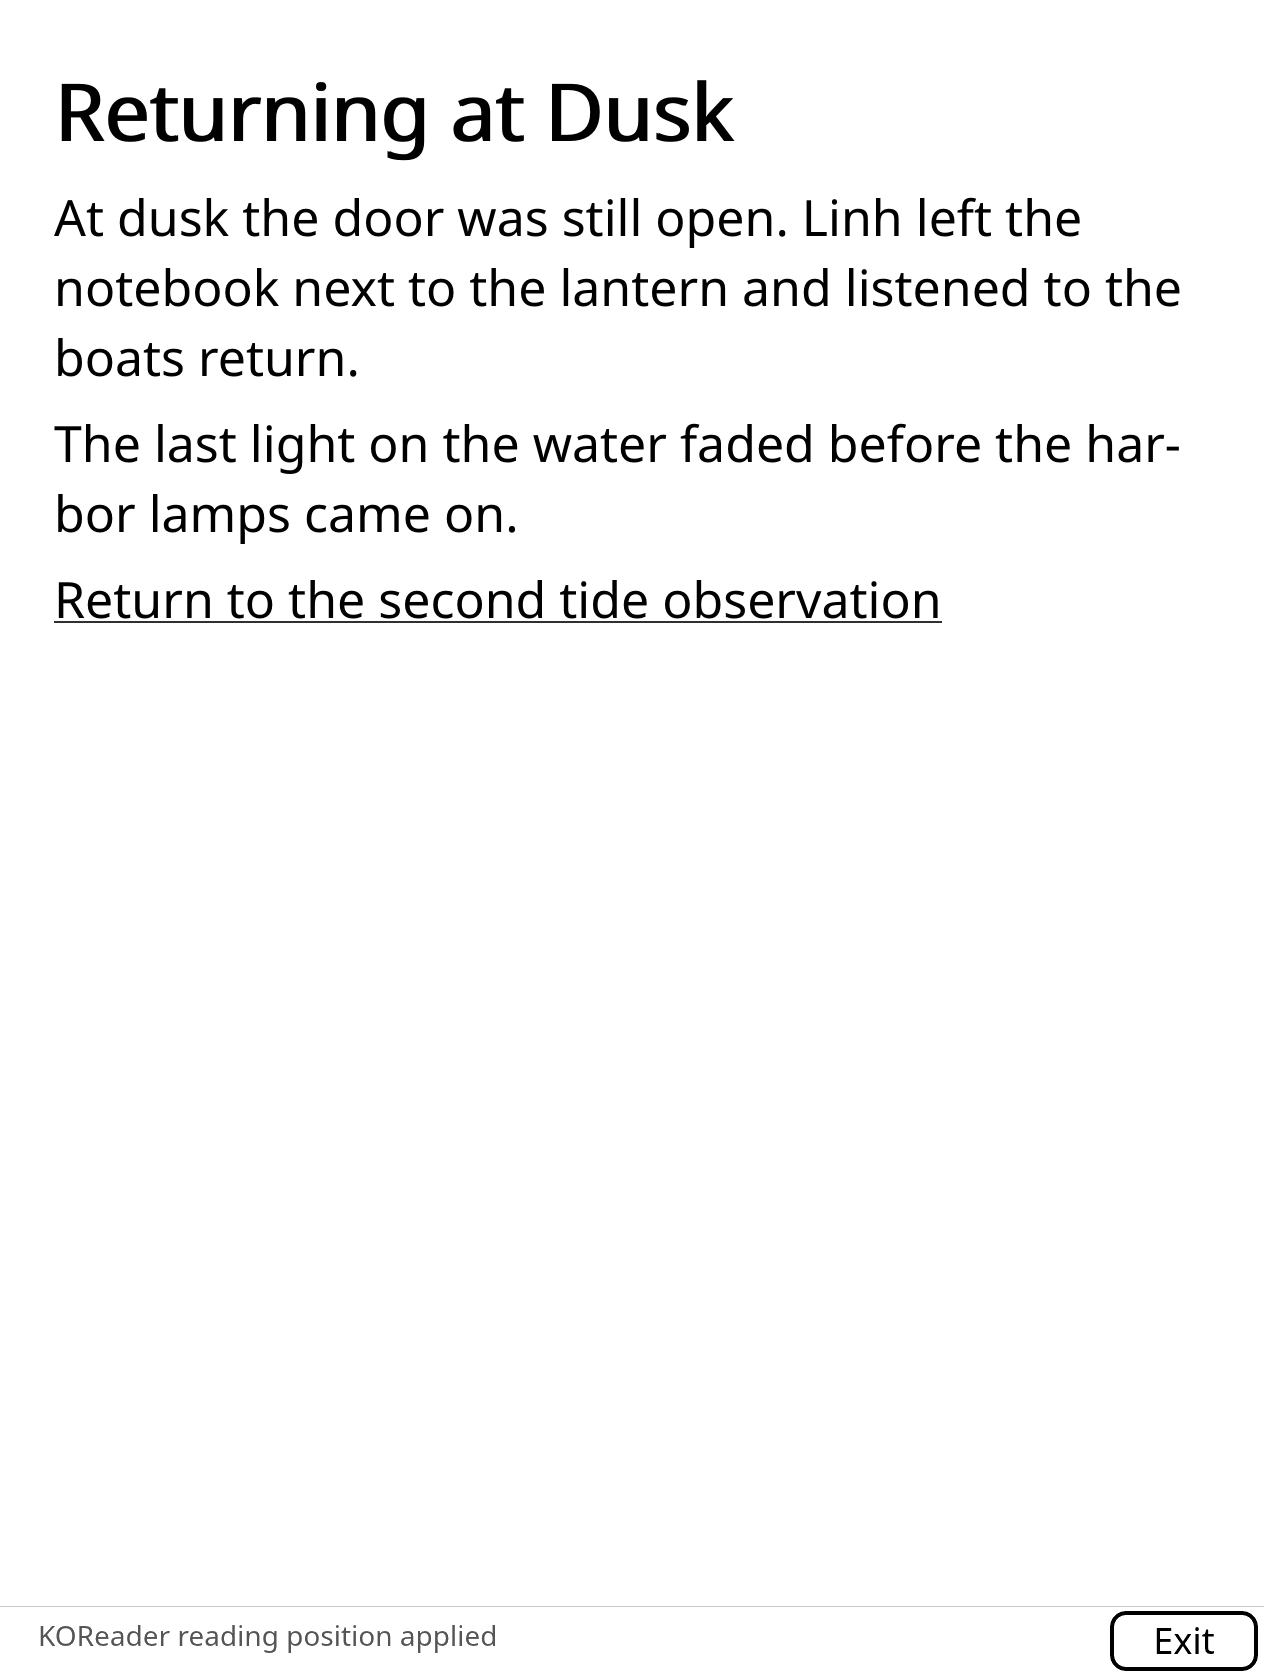 Returning at Dusk
At dusk the door was still open. Linh left the
notebook next to the lantern and listened to the
boats return.
The last light on the water faded before the har-
bor lamps came on.
Return to the second tide observation
KOReader reading position applied
Exit